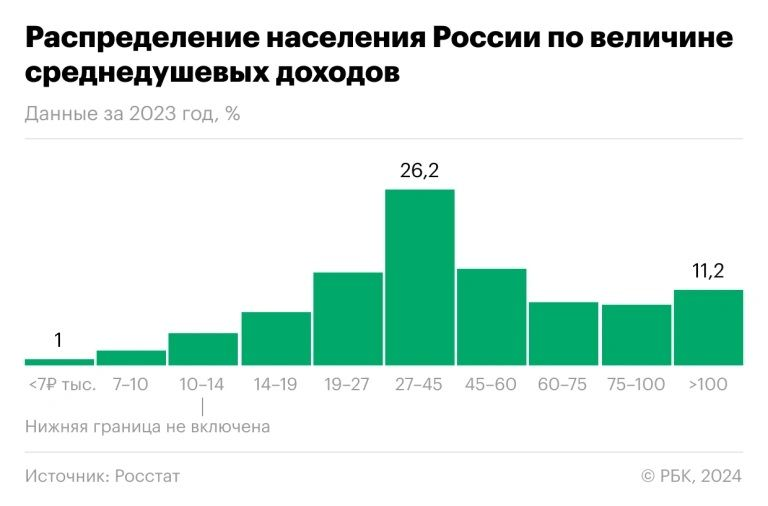 Распределение населения России по величине
среднедушевых доходов
Данные за 2023 год, %
26,2
11,2
1
<7₽ тыс. 7–10 10–14 14–19 19–27 27–45 45–60 60–75 75–100 >100
Нижняя граница не включена
Источник: Росстат © РБК, 2024